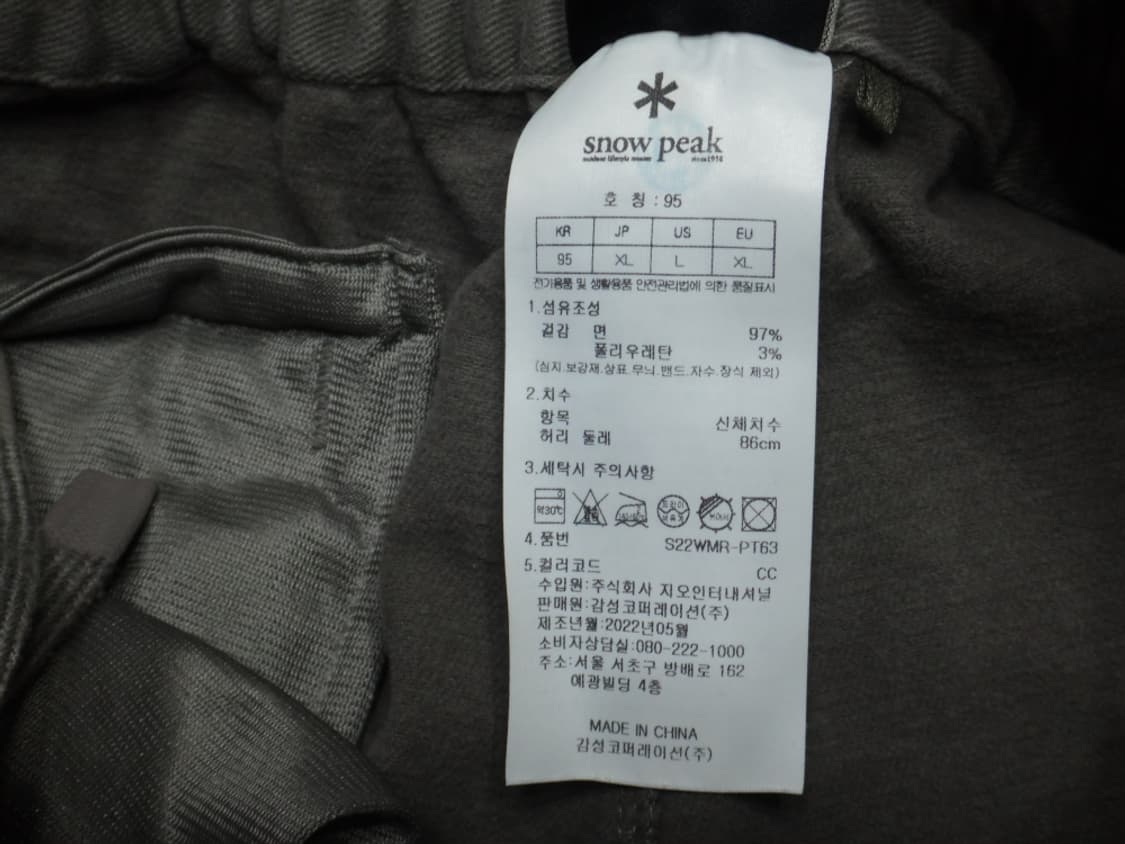 snow peak
outdoor lifestyle master since1958
호 칭 : 95
KR JP US EU
95 XL L XL
전기용품 및 생활용품 안전관리법에 의한 품질표시
1.섬유조성
겉감 면 97%
폴리우레탄 3%
(심지.보강재.상표.무늬.밴드.자수.장식 제외)
2.치수
항목 신체치수
허리 둘레 86cm
3.세탁시 주의사항
약30℃
4.품번 S22WMR-PT63
5.컬러코드 CC
수입원:주식회사 지오인터내셔널
판매원:감성코퍼레이션(주)
제조년월:2022년05월
소비자상담실:080-222-1000
주소:서울 서초구 방배로 162
예광빌딩 4층
MADE IN CHINA
감성코퍼레이션(주)